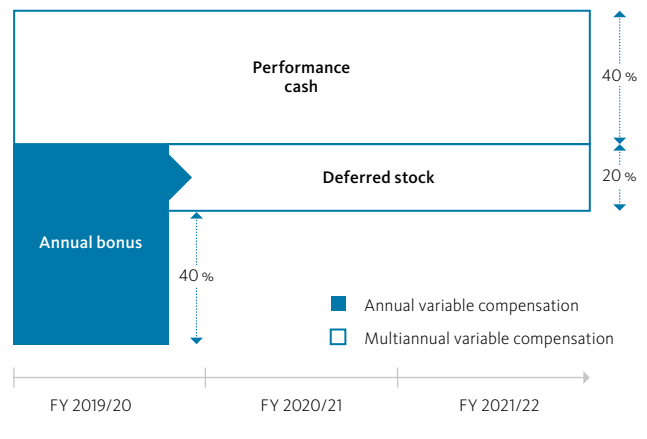 Performance
cash
40 %
Deferred stock
20 %
Annual bonus
40 %
Annual variable compensation
Multiannual variable compensation
FY 2019/20
FY 2020/21
FY 2021/22